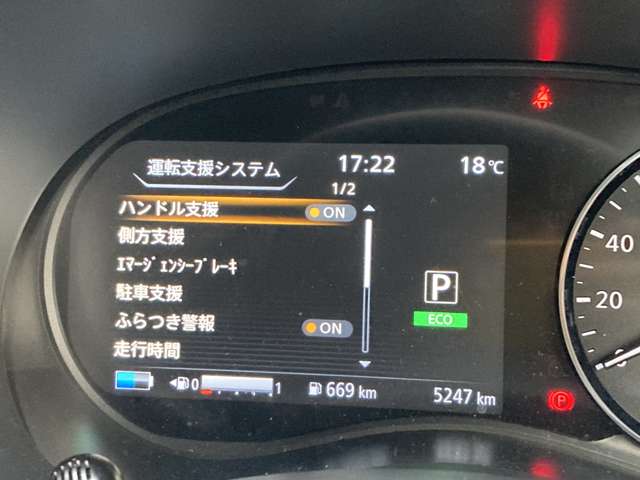 運転支援システム 17:22 18℃
1/2
ハンドル支援 ON
側方支援
ｴﾏｰｼﾞｪﾝｼｰﾌﾞﾚｰｷ
駐車支援
P
ECO
ふらつき警報 ON
走行時間
0 1 669 km 5247 km
40
20
0
P